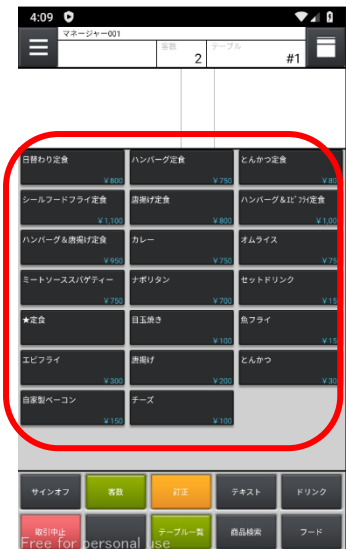 4:09
マネージャー001
客数
2
テーブル
#1
日替わり定食
¥800
ハンバーグ定食
¥750
とんかつ定食
¥80
シールフードフライ定食
¥1,100
唐揚げ定食
¥800
ハンバーグ&ｴﾋﾞﾌﾗｲ定食
¥1,00
ハンバーグ&唐揚げ定食
¥950
カレー
¥750
オムライス
¥75
ミートソーススパゲティー
¥750
ナポリタン
¥700
セットドリンク
¥15
★定食
目玉焼き
¥100
魚フライ
¥15
エビフライ
¥300
唐揚げ
¥200
とんかつ
¥30
自家製ベーコン
¥150
チーズ
¥100
サインオフ
客数
訂正
テキスト
ドリンク
取引中止
テーブル一覧
商品検索
フード
Free for personal use